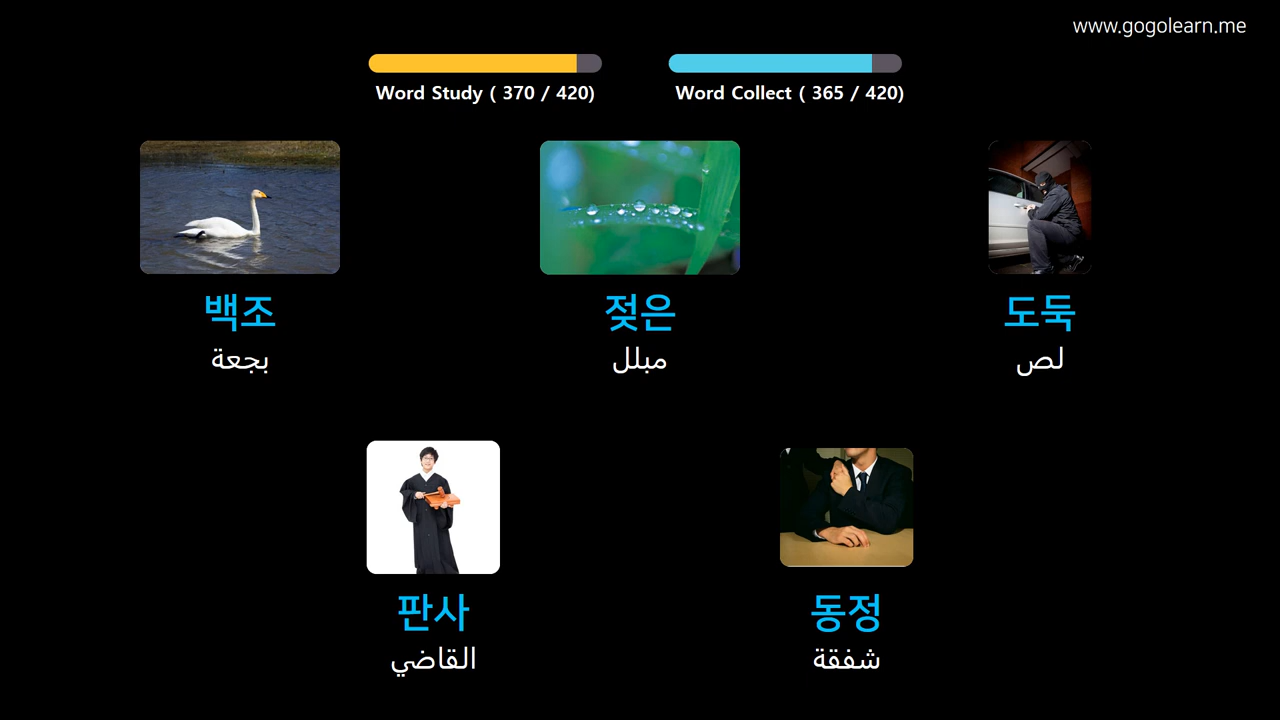 www.gogolearn.me
Word Study ( 370 / 420)
Word Collect ( 365 / 420)
백조
젖은
도둑
بجعة
مبلل
لص
판사
동정
القاضي
شفقة